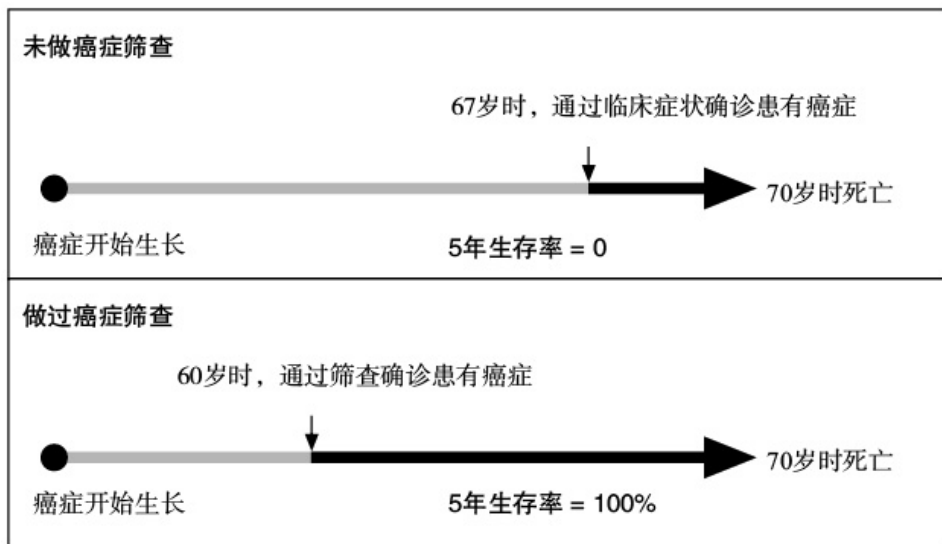 未做癌症筛查
67岁时，通过临床症状确诊患有癌症
70岁时死亡
癌症开始生长
5年生存率 = 0
做过癌症筛查
60岁时，通过筛查确诊患有癌症
70岁时死亡
癌症开始生长
5年生存率 = 100%